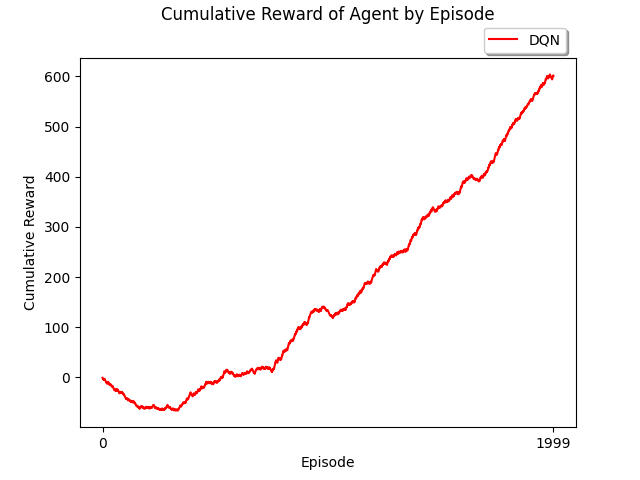 Cumulative Reward of Agent by Episode
DQN
600
500
400
300
200
100
0
Cumulative Reward
0 1999
Episode